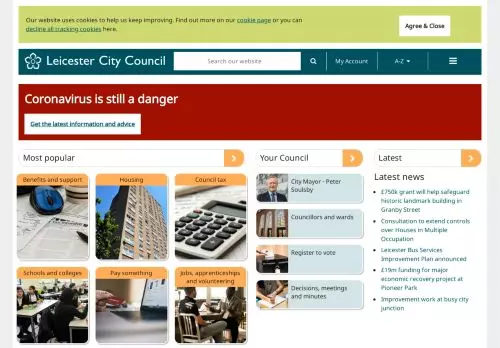 Our website uses cookies to help us keep improving. Find out more on our cookie page or you can
decline all tracking cookies here.
Agree & Close
Leicester City Council
Search our website
My Account
A-Z
Coronavirus is still a danger
Get the latest information and advice
Most popular
Your Council
Latest
Benefits and support
Housing
Council tax
Schools and colleges
Pay something
Jobs, apprenticeships
and volunteering
City Mayor - Peter
Soulsby
Councillors and wards
Register to vote
Decisions, meetings
and minutes
Latest news
£750k grant will help safeguard
historic landmark building in
Granby Street
Consultation to extend controls
over Houses in Multiple
Occupation
Leicester Bus Services
Improvement Plan announced
£19m funding for major
economic recovery project at
Pioneer Park
Improvement work at busy city
junction